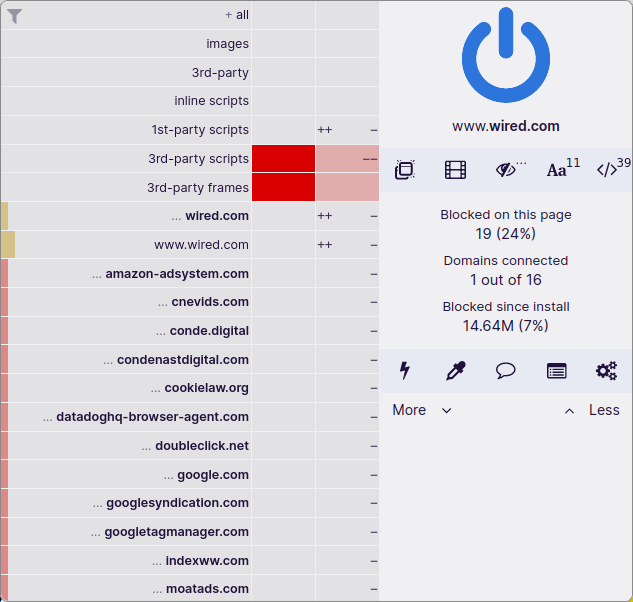 + all
images
3rd-party
inline scripts
1st-party scripts ++ –
3rd-party scripts ––
3rd-party frames
... wired.com ++ –
www.wired.com ++ –
... amazon-adsystem.com –
... cnevids.com –
... conde.digital –
... condenastdigital.com –
... cookielaw.org –
... datadoghq-browser-agent.com –
... doubleclick.net –
... google.com –
... googlesyndication.com –
... googletagmanager.com –
... indexww.com –
... moatads.com –
www.wired.com
... Aa 11 </> 39
Blocked on this page
19 (24%)
Domains connected
1 out of 16
Blocked since install
14.64M (7%)
More Less